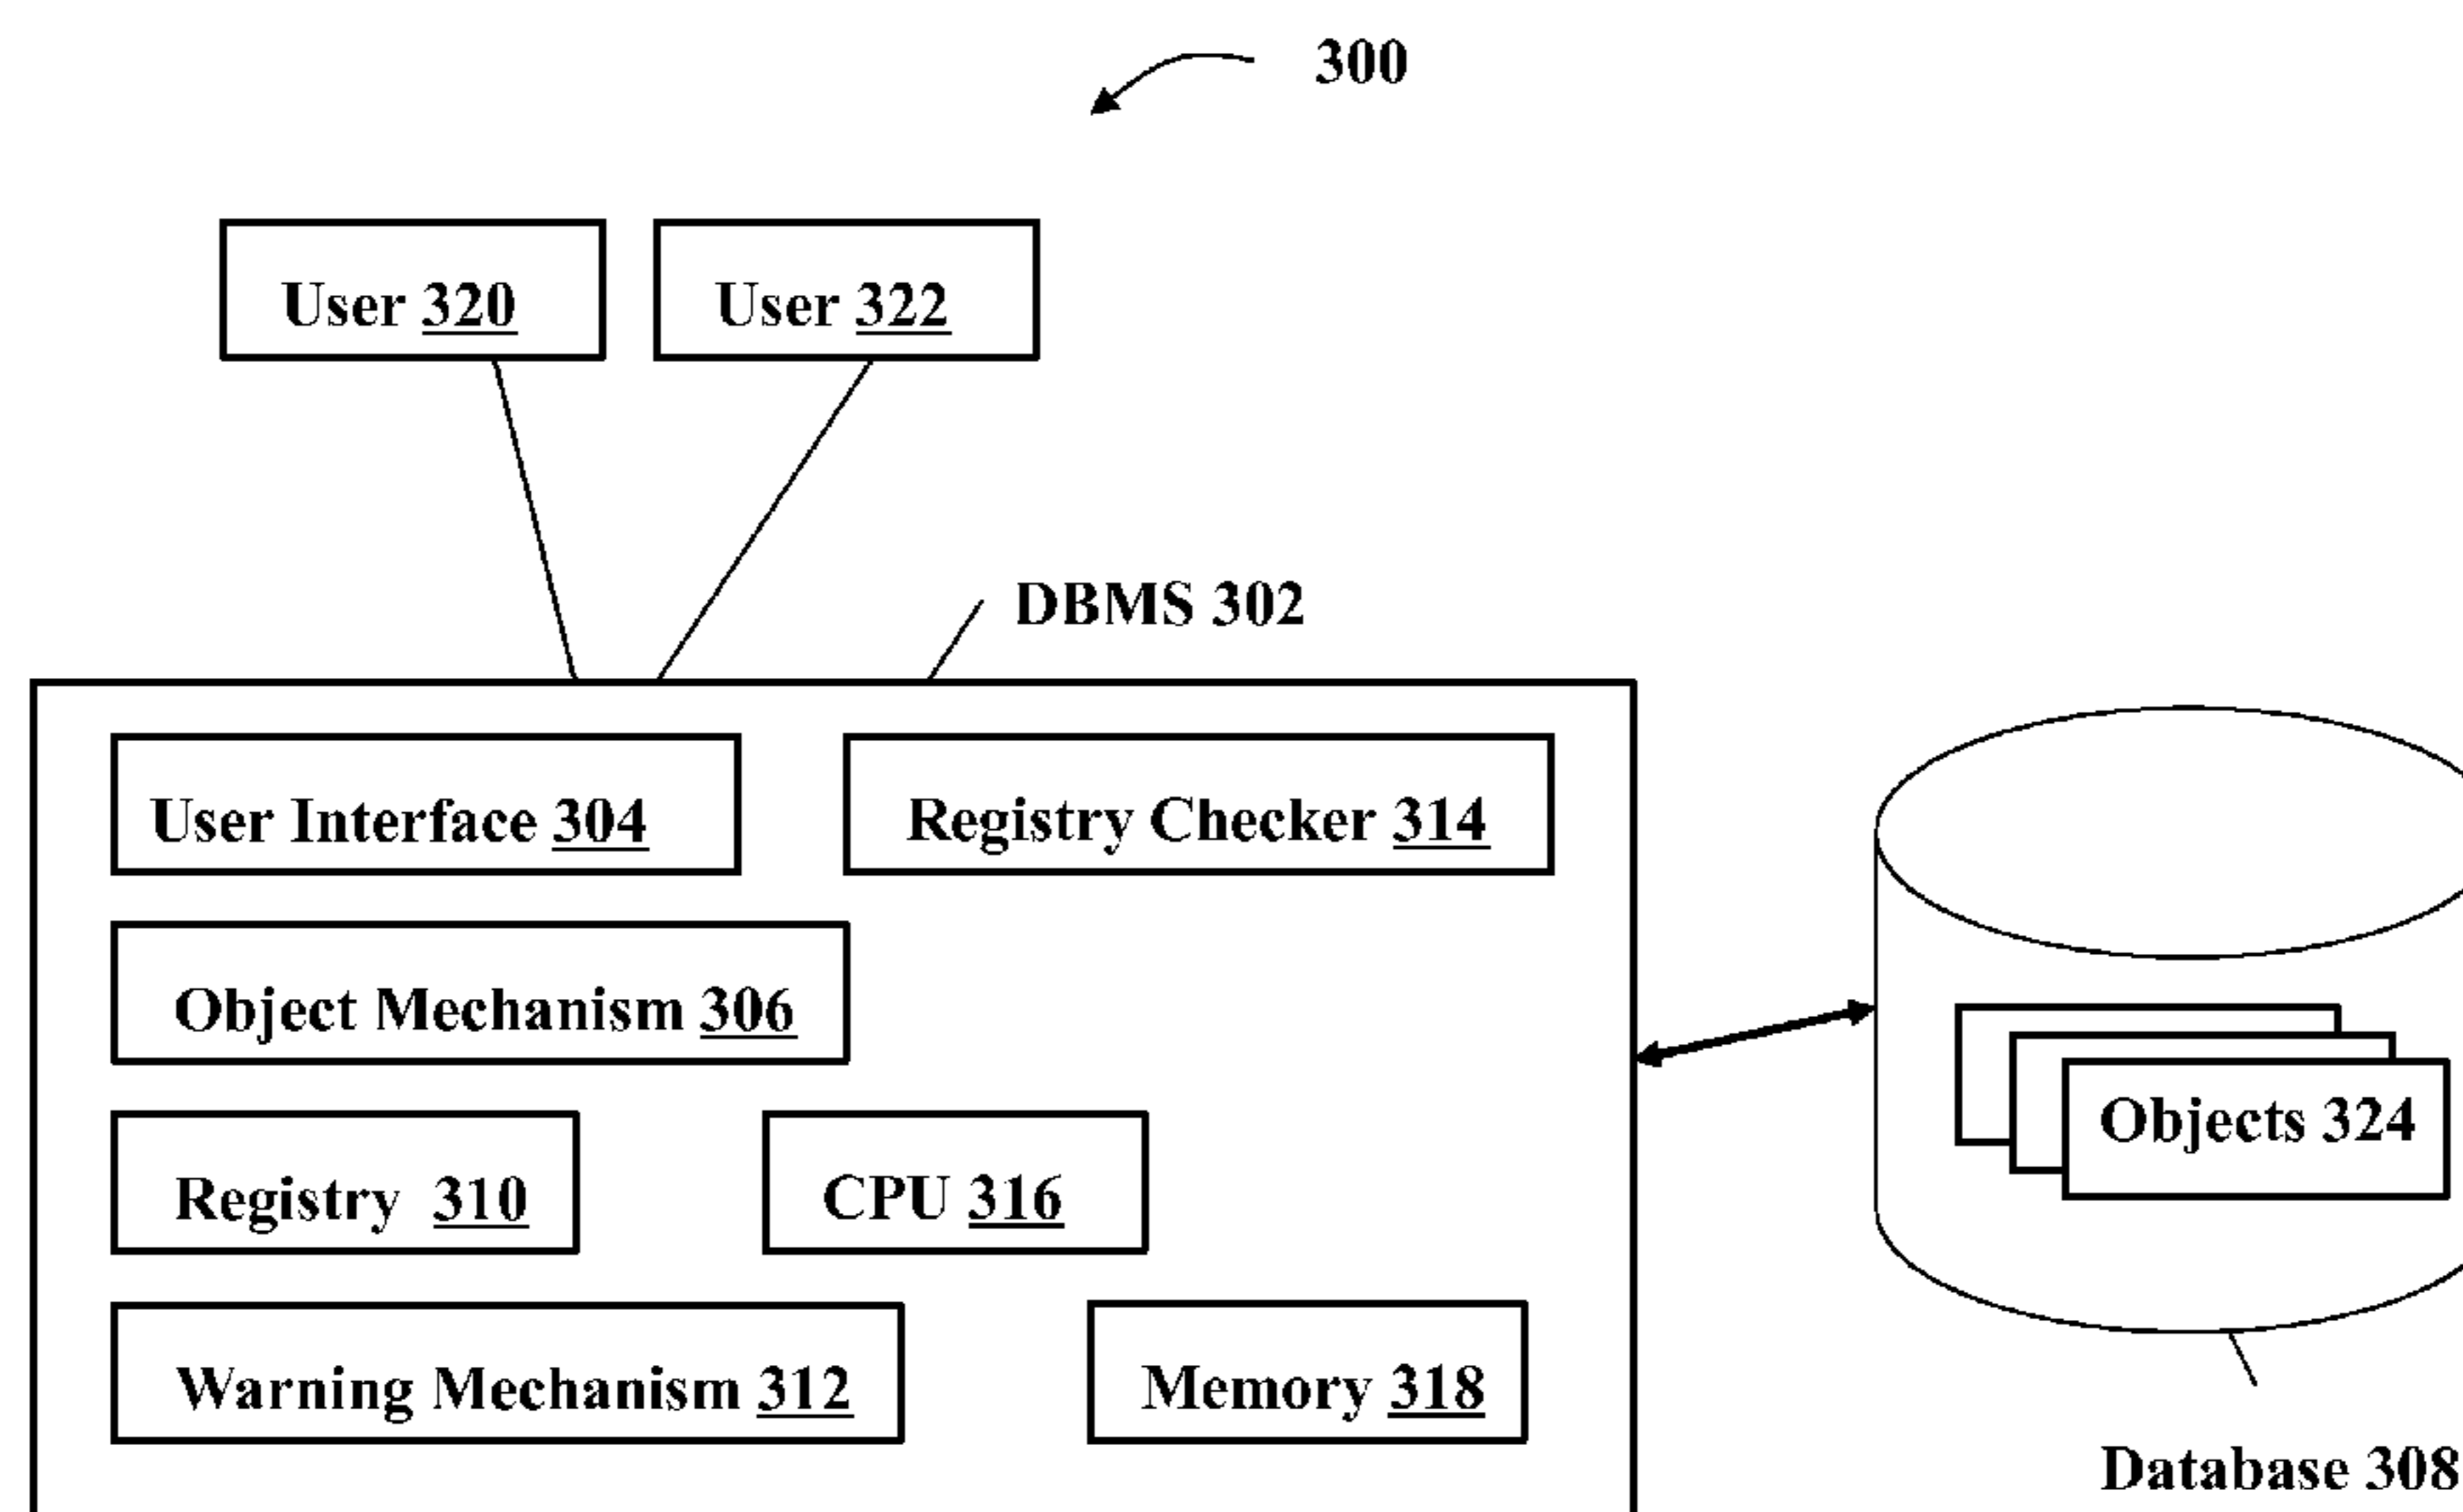 300
User 320
User 322
DBMS 302
User Interface 304
Registry Checker 314
Object Mechanism 306
Registry 310
CPU 316
Objects 324
Warning Mechanism 312
Memory 318
Database 308